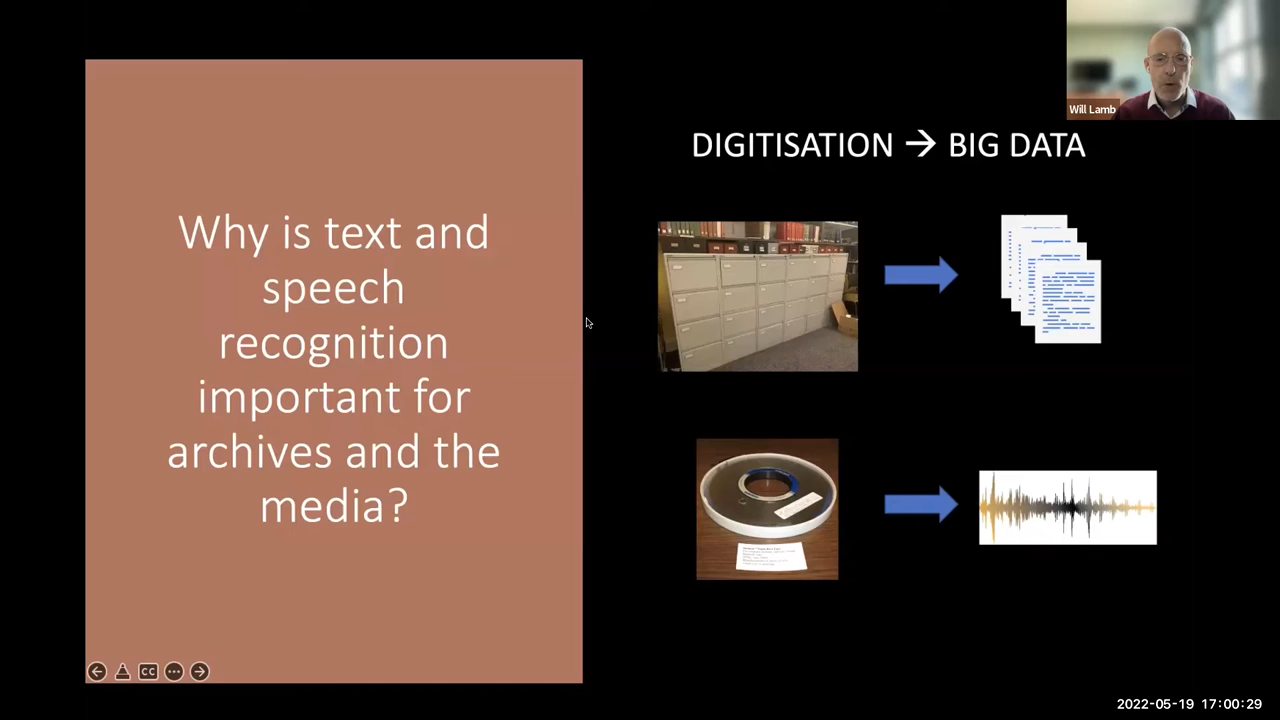 Will Lamb
DIGITISATION → BIG DATA
Why is text and
speech
recognition
important for
archives and the
media?
CC
2022-05-19 17:00:29